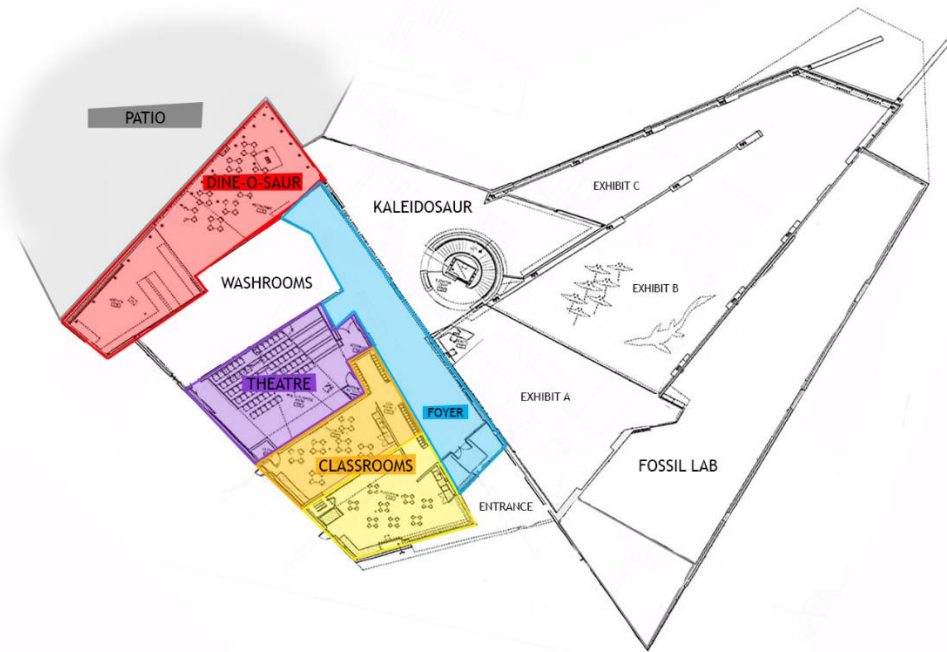 PATIO
DINE-O-SAUR
KALEIDOSAUR
EXHIBIT C
WASHROOMS
EXHIBIT B
THEATRE
EXHIBIT A
FOYER
CLASSROOMS
FOSSIL LAB
ENTRANCE